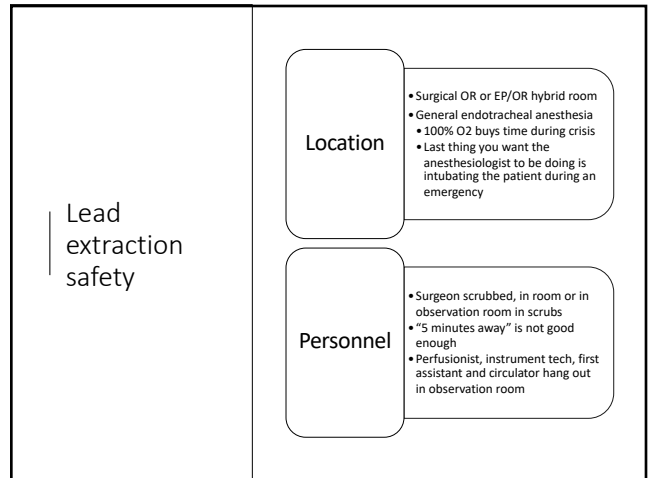 Lead
extraction
safety
Location
•Surgical OR or EP/OR hybrid room
•General endotracheal anesthesia
•100% O2 buys time during crisis
•Last thing you want the
anesthesiologist to be doing is
intubating the patient during an
emergency
Personnel
•Surgeon scrubbed, in room or in
observation room in scrubs
•“5 minutes away” is not good
enough
•Perfusionist, instrument tech, first
assistant and circulator hang out
in observation room